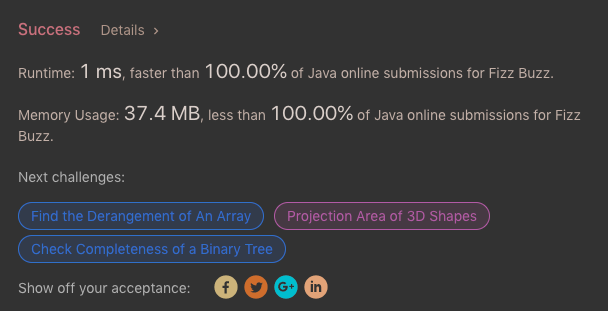 Success Details >
Runtime: 1 ms, faster than 100.00% of Java online submissions for Fizz Buzz.
Memory Usage: 37.4 MB, less than 100.00% of Java online submissions for Fizz
Buzz.
Next challenges:
Find the Derangement of An Array Projection Area of 3D Shapes
Check Completeness of a Binary Tree
Show off your acceptance: f G+ in